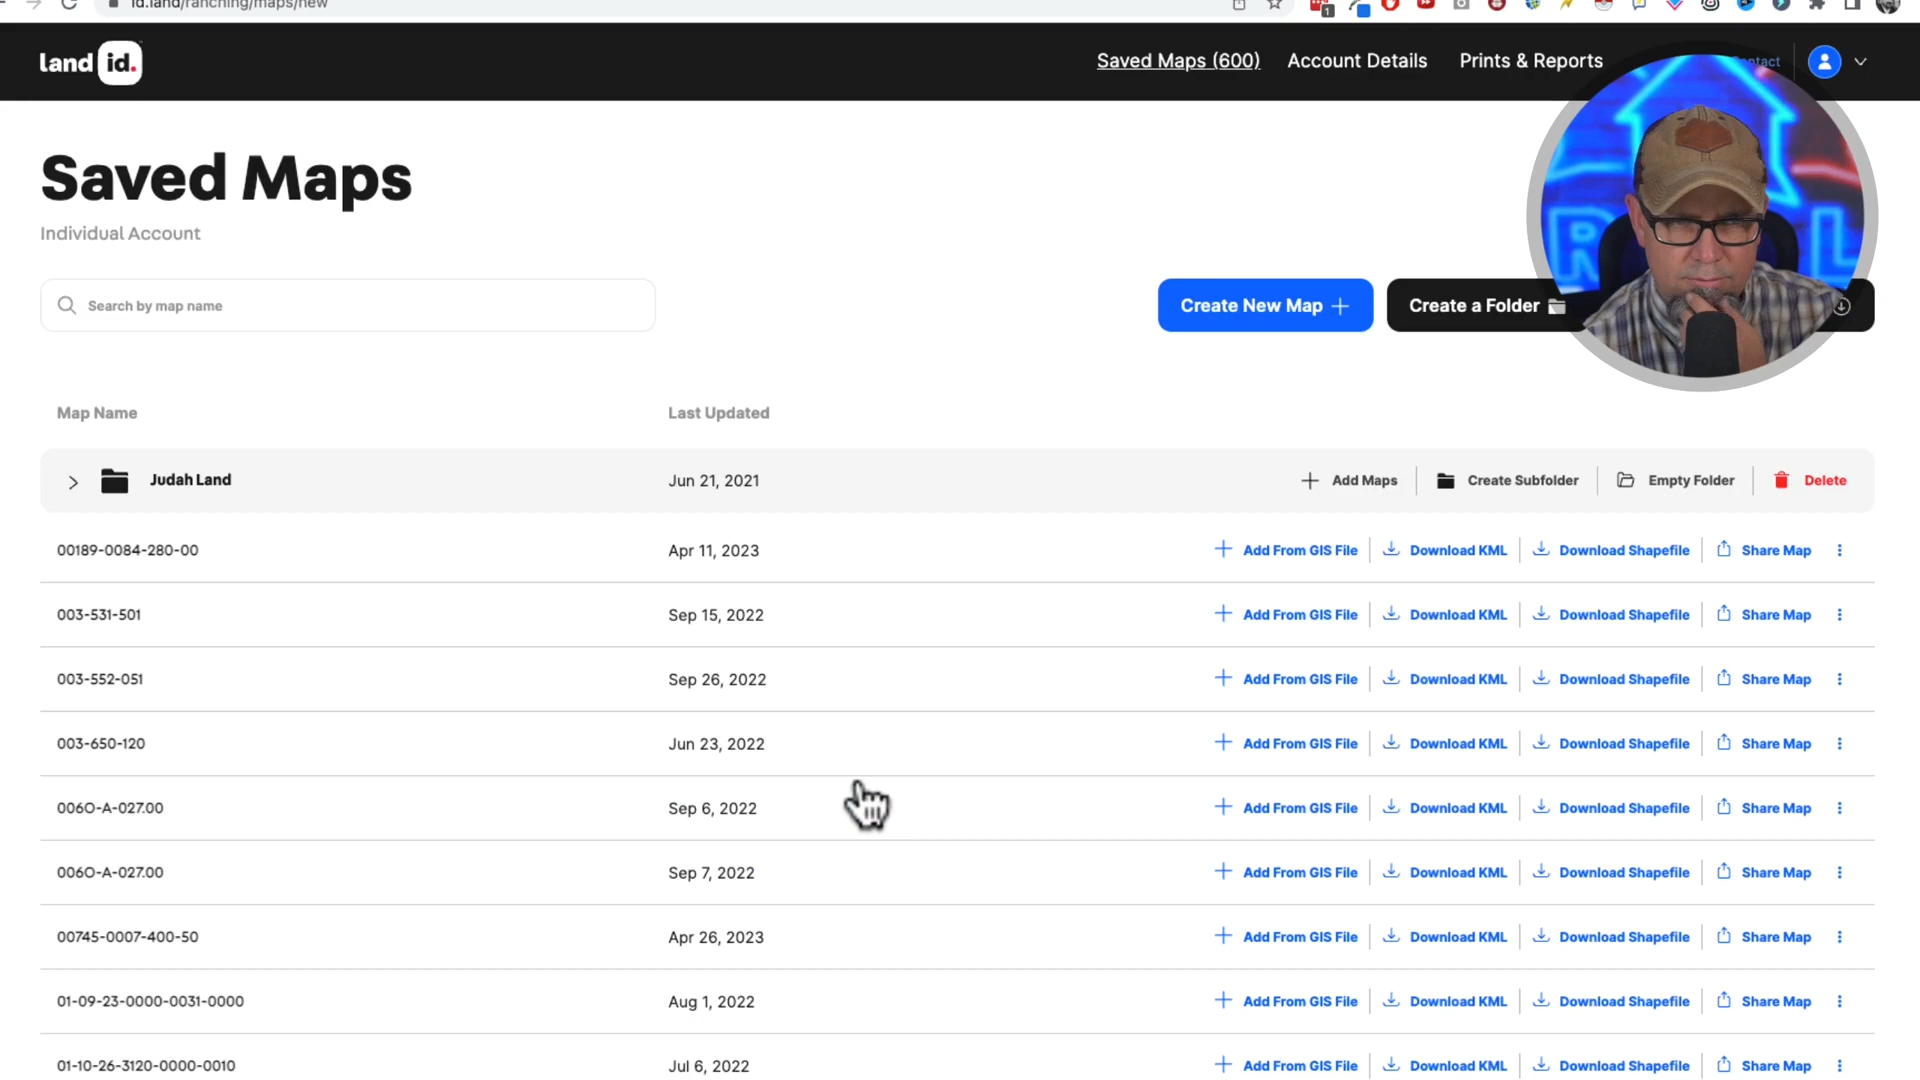 id.land/ranching/maps/new
1
land id.
Saved Maps (600)
Account Details
Prints & Reports
Saved Maps
Individual Account
Search by map name
Create New Map
Create a Folder
Map Name
Last Updated
Judah Land
Jun 21, 2021
Add Maps
Create Subfolder
Empty Folder
Delete
00189-0084-280-00
Apr 11, 2023
Add From GIS File
Download KML
Download Shapefile
Share Map
003-531-501
Sep 15, 2022
Add From GIS File
Download KML
Download Shapefile
Share Map
003-552-051
Sep 26, 2022
Add From GIS File
Download KML
Download Shapefile
Share Map
003-650-120
Jun 23, 2022
Add From GIS File
Download KML
Download Shapefile
Share Map
006O-A-027.00
Sep 6, 2022
Add From GIS File
Download KML
Download Shapefile
Share Map
006O-A-027.00
Sep 7, 2022
Add From GIS File
Download KML
Download Shapefile
Share Map
00745-0007-400-50
Apr 26, 2023
Add From GIS File
Download KML
Download Shapefile
Share Map
01-09-23-0000-0031-0000
Aug 1, 2022
Add From GIS File
Download KML
Download Shapefile
Share Map
01-10-26-3120-0000-0010
Jul 6, 2022
Add From GIS File
Download KML
Download Shapefile
Share Map